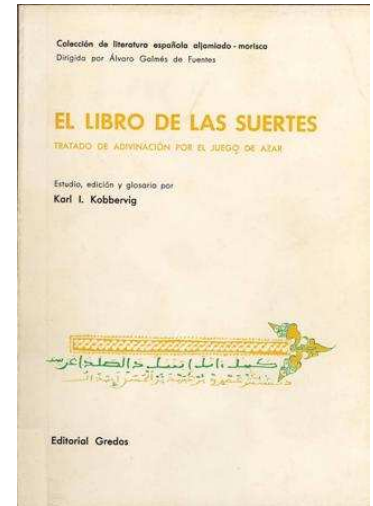 Colección de literatura española aljamiado-morisca
Dirigida por Álvaro Galmés de Fuentes
EL LIBRO DE LAS SUERTES
TRATADO DE ADIVINACIÓN POR EL JUEGO DE AZAR
Estudio, edición y glosario por
Karl I. Kobbervig
Editorial Gredos